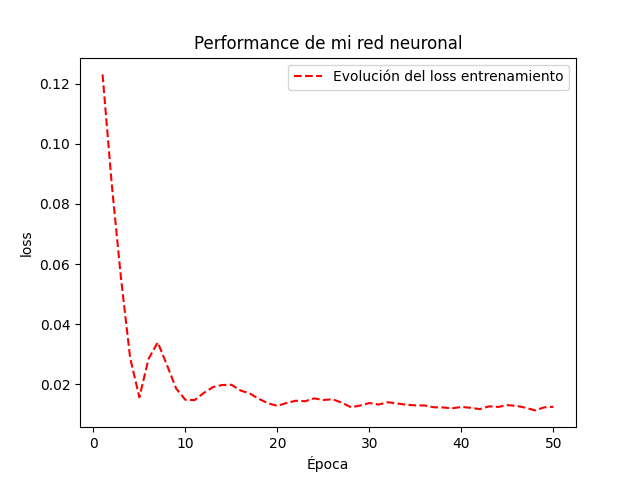 Performance de mi red neuronal
Evolución del loss entrenamiento
0.12
0.10
0.08
0.06
0.04
0.02
loss
0 10 20 30 40 50
Época